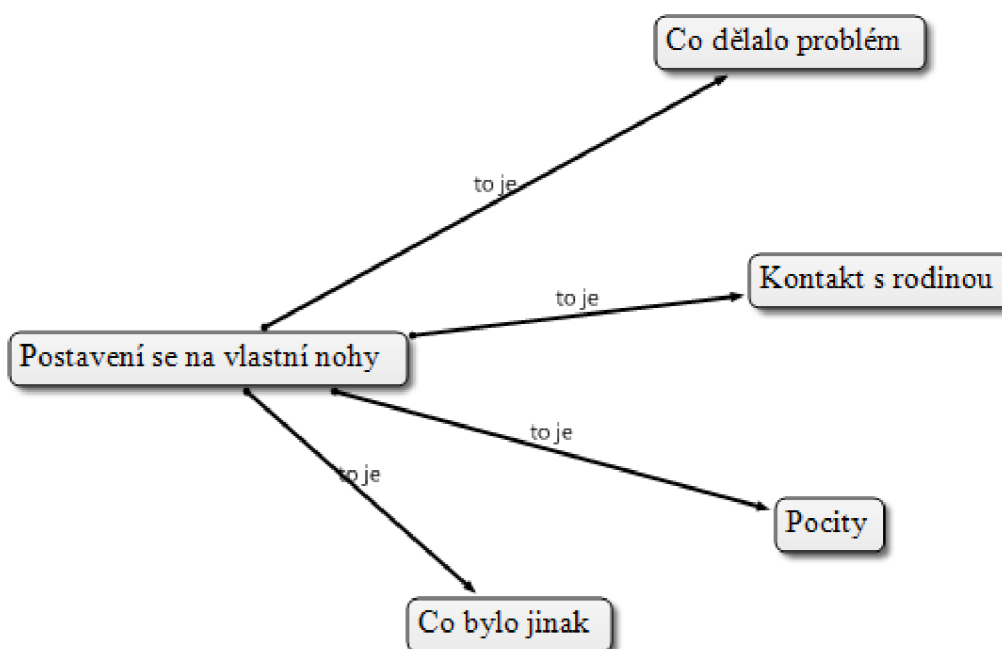 Co dělalo problém
to je
Kontakt s rodinou
to je
Postavení se na vlastní nohy
to je
to je
Pocity
Co bylo jinak